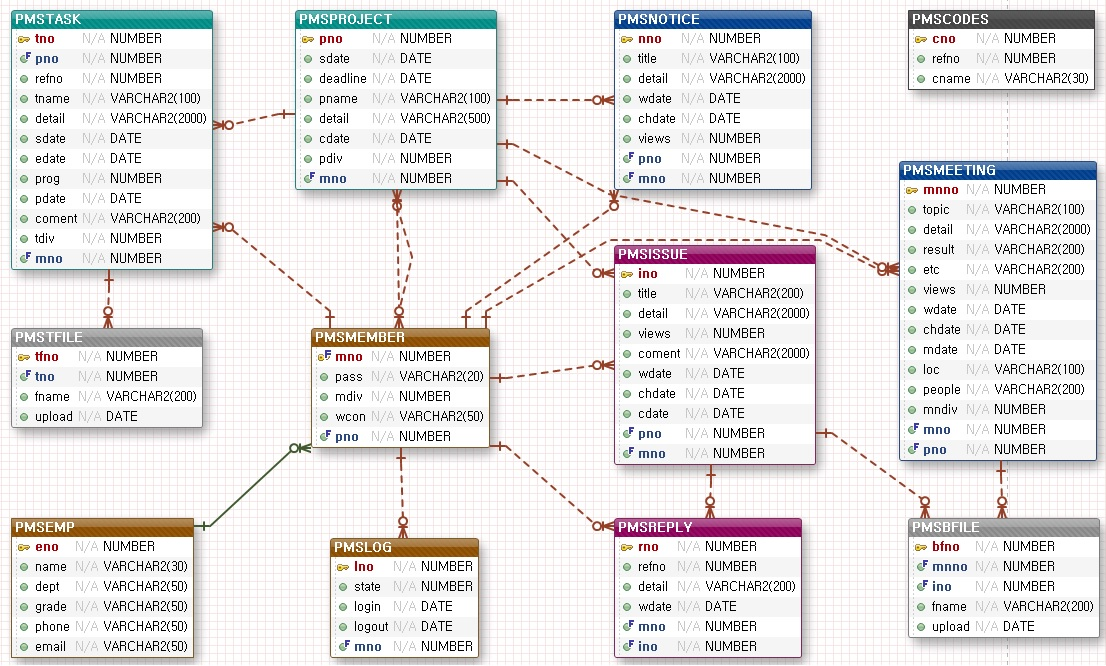 PMSTASK
tno N/A NUMBER
pno N/A NUMBER
refno N/A NUMBER
tname N/A VARCHAR2(100)
detail N/A VARCHAR2(2000)
sdate N/A DATE
edate N/A DATE
prog N/A NUMBER
pdate N/A DATE
coment N/A VARCHAR2(200)
tdiv N/A NUMBER
mno N/A NUMBER
PMSPROJECT
pno N/A NUMBER
sdate N/A DATE
deadline N/A DATE
pname N/A VARCHAR2(100)
detail N/A VARCHAR2(500)
cdate N/A DATE
pdiv N/A NUMBER
mno N/A NUMBER
PMSNOTICE
nno N/A NUMBER
title N/A VARCHAR2(100)
detail N/A VARCHAR2(2000)
wdate N/A DATE
chdate N/A DATE
views N/A NUMBER
pno N/A NUMBER
mno N/A NUMBER
PMSCODES
cno N/A NUMBER
refno N/A NUMBER
cname N/A VARCHAR2(30)
PMSMEETING
mnno N/A NUMBER
topic N/A VARCHAR2(100)
detail N/A VARCHAR2(2000)
result N/A VARCHAR2(200)
etc N/A VARCHAR2(200)
views N/A NUMBER
wdate N/A DATE
chdate N/A DATE
mdate N/A DATE
loc N/A VARCHAR2(100)
people N/A VARCHAR2(200)
mndiv N/A NUMBER
mno N/A NUMBER
pno N/A NUMBER
PMSISSUE
ino N/A NUMBER
title N/A VARCHAR2(200)
detail N/A VARCHAR2(2000)
views N/A NUMBER
coment N/A VARCHAR2(2000)
wdate N/A DATE
chdate N/A DATE
cdate N/A DATE
pno N/A NUMBER
mno N/A NUMBER
PMSTFILE
tfno N/A NUMBER
tno N/A NUMBER
fname N/A VARCHAR2(200)
upload N/A DATE
PMSMEMBER
mno N/A NUMBER
pass N/A VARCHAR2(20)
mdiv N/A NUMBER
wcon N/A VARCHAR2(50)
pno N/A NUMBER
PMSEMP
eno N/A NUMBER
name N/A VARCHAR2(30)
dept N/A VARCHAR2(50)
grade N/A VARCHAR2(50)
phone N/A VARCHAR2(50)
email N/A VARCHAR2(50)
PMSLOG
lno N/A NUMBER
state N/A NUMBER
login N/A DATE
logout N/A DATE
mno N/A NUMBER
PMSREPLY
rno N/A NUMBER
refno N/A NUMBER
detail N/A VARCHAR2(200)
wdate N/A DATE
mno N/A NUMBER
ino N/A NUMBER
PMSBFILE
bfno N/A NUMBER
mnno N/A NUMBER
ino N/A NUMBER
fname N/A VARCHAR2(200)
upload N/A DATE